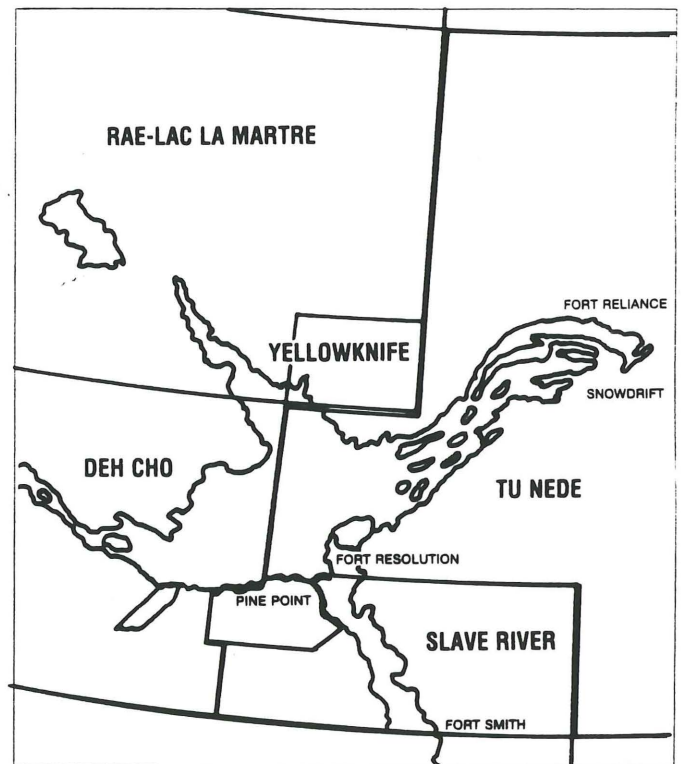 RAE-LAC LA MARTRE
FORT RELIANCE
YELLOWKNIFE
SNOWDRIFT
DEH CHO
TU NEDE
FORT RESOLUTION
PINE POINT
SLAVE RIVER
FORT SMITH